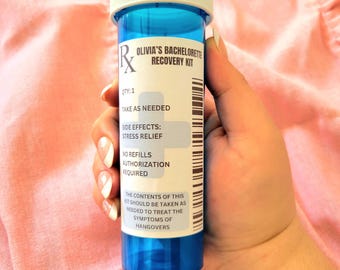 Rx OLIVIA'S BACHELORETTE
RECOVERY KIT
QTY: 1
TAKE AS NEEDED
SIDE EFFECTS:
STRESS RELIEF
NO REFILLS
AUTHORIZATION
REQUIRED
THE CONTENTS OF THIS
KIT SHOULD BE TAKEN AS
NEEDED TO TREAT THE
SYMPTOMS OF
HANGOVERS